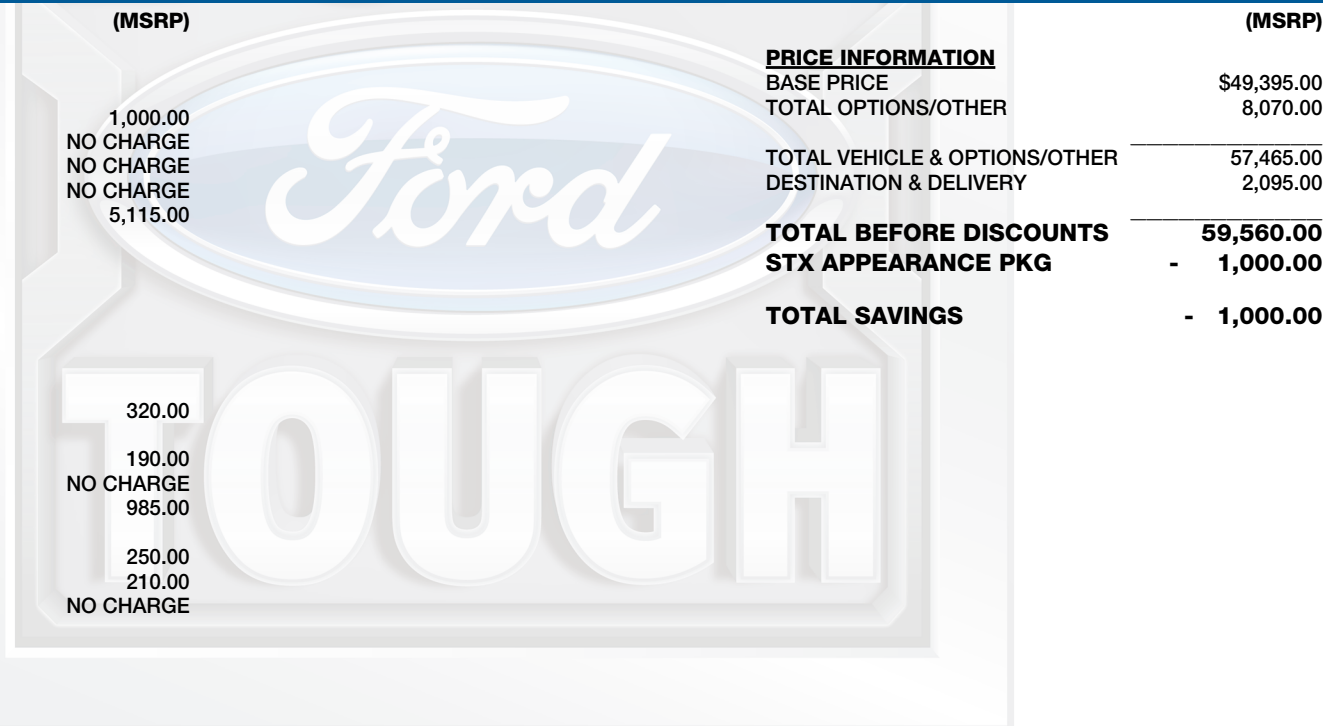 (MSRP)
1,000.00
NO CHARGE
NO CHARGE
NO CHARGE
5,115.00
320.00
190.00
NO CHARGE
985.00
250.00
210.00
NO CHARGE
(MSRP)
PRICE INFORMATION
BASE PRICE $49,395.00
TOTAL OPTIONS/OTHER 8,070.00
TOTAL VEHICLE & OPTIONS/OTHER 57,465.00
DESTINATION & DELIVERY 2,095.00
TOTAL BEFORE DISCOUNTS 59,560.00
STX APPEARANCE PKG - 1,000.00
TOTAL SAVINGS - 1,000.00
Ford
TOUGH